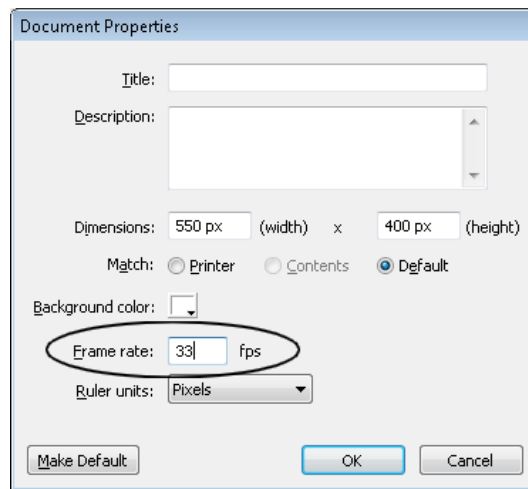 Document Properties
Title:
Description:
Dimensions: 550 px (width) x 400 px (height)
Match: Printer Contents Default
Background color:
Frame rate: 33 fps
Ruler units: Pixels
Make Default OK Cancel